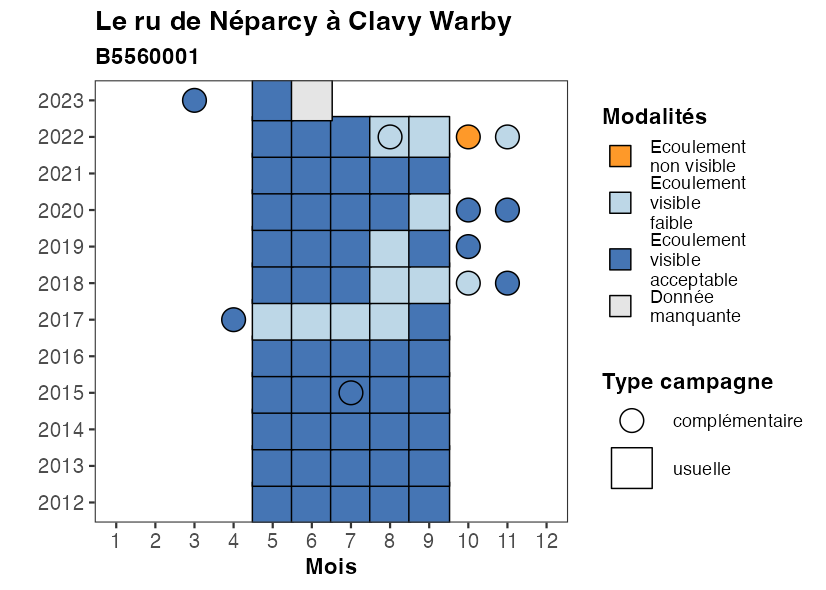 Le ru de Néparcy à Clavy Warby
B5560001
2023
2022
2021
2020
2019
2018
2017
2016
2015
2014
2013
2012
1 2 3 4 5 6 7 8 9 10 11 12
Mois
Modalités
Ecoulement
non visible
Ecoulement
visible
faible
Ecoulement
visible
acceptable
Donnée
manquante
Type campagne
complémentaire
usuelle